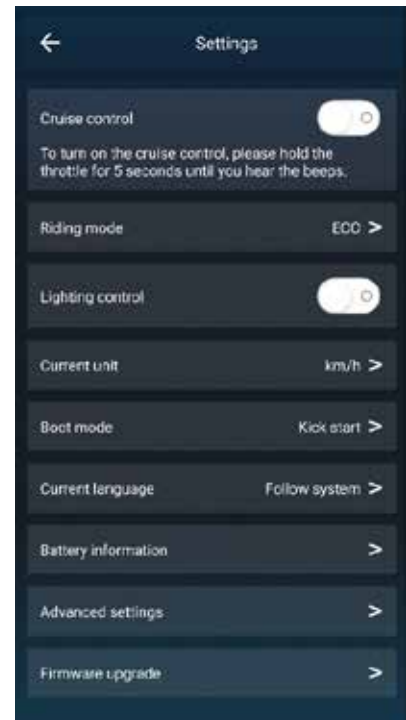 Settings
Cruise control
To turn on the cruise control, please hold the
throttle for 5 seconds until you hear the beeps.
Riding mode ECO >
Lighting control
Current unit km/h >
Boot mode Kick start >
Current language Follow system >
Battery information >
Advanced settings >
Firmware upgrade >